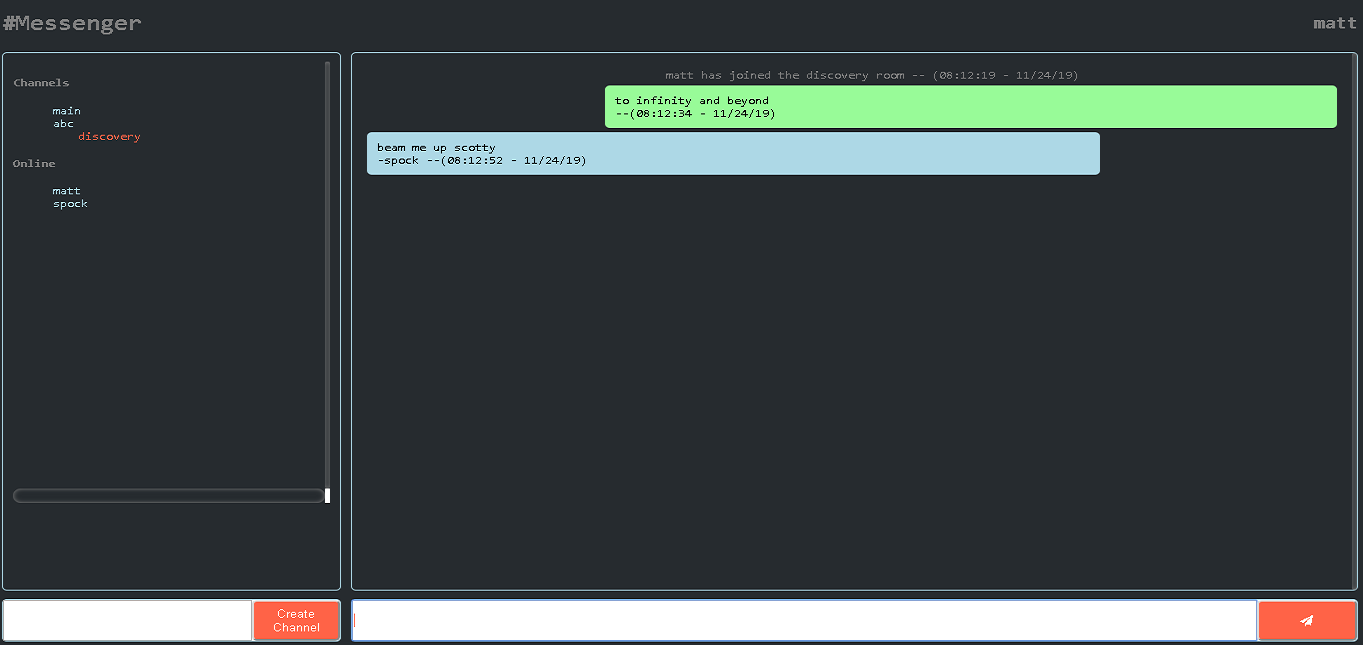 #Messenger
matt
Channels
main
abc
discovery
Online
matt
spock
Create
Channel
matt has joined the discovery room -- (08:12:19 - 11/24/19)
to infinity and beyond
--(08:12:34 - 11/24/19)
beam me up scotty
-spock --(08:12:52 - 11/24/19)